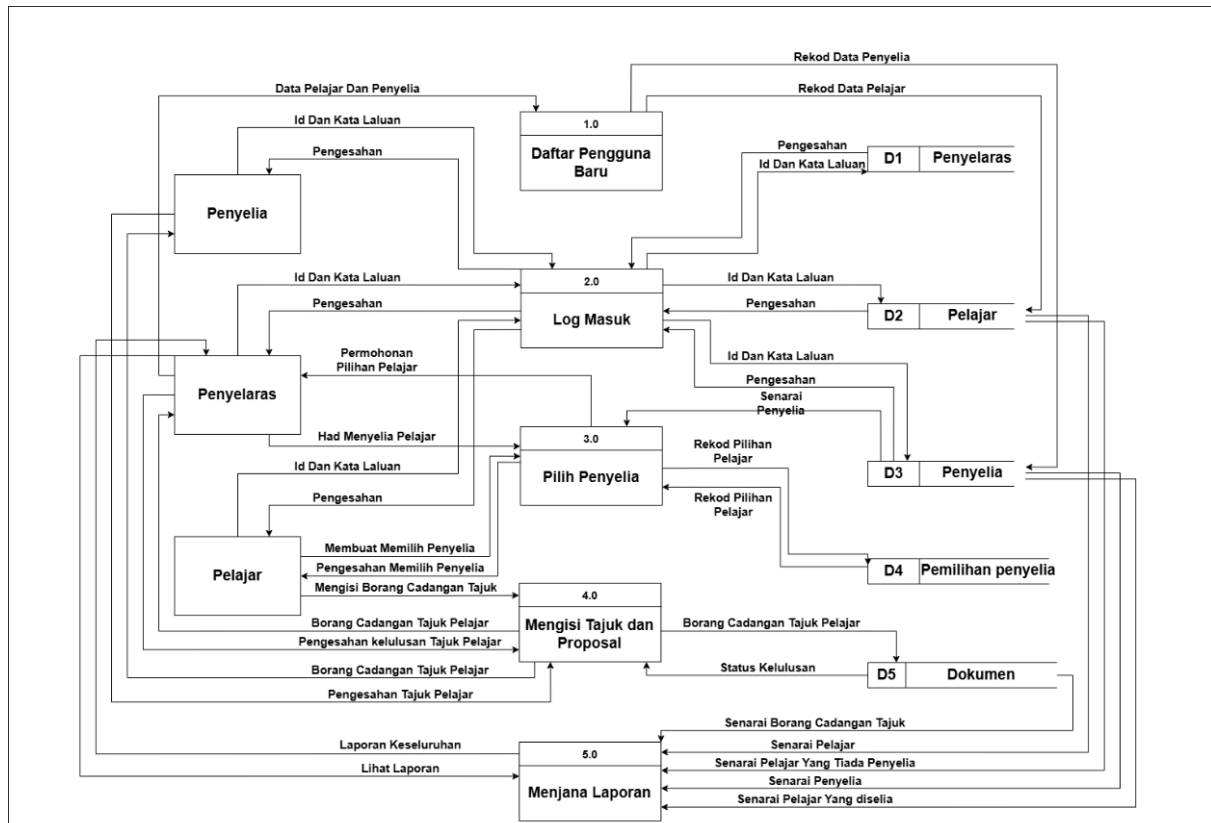 Rekod Data Penyelia
Data Pelajar Dan Penyelia
Rekod Data Pelajar
Id Dan Kata Laluan
1.0
Daftar Pengguna
Baru
Pengesahan
Pengesahan
Id Dan Kata Laluan
D1
Penyelaras
Penyelia
Id Dan Kata Laluan
2.0
Log Masuk
Id Dan Kata Laluan
Pengesahan
Pengesahan
D2
Pelajar
Permohonan
Pilihan Pelajar
Id Dan Kata Laluan
Pengesahan
Penyelaras
Senarai
Penyelia
Had Menyelia Pelajar
3.0
Pilih Penyelia
Rekod Pilihan
Pelajar
D3
Penyelia
Id Dan Kata Laluan
Rekod Pilihan
Pelajar
Pengesahan
Pelajar
Membuat Memilih Penyelia
Pengesahan Memilih Penyelia
D4
Pemilihan penyelia
Mengisi Borang Cadangan Tajuk
4.0
Mengisi Tajuk dan
Proposal
Borang Cadangan Tajuk Pelajar
Borang Cadangan Tajuk Pelajar
Pengesahan kelulusan Tajuk Pelajar
Borang Cadangan Tajuk Pelajar
Status Kelulusan
D5
Dokumen
Pengesahan Tajuk Pelajar
Senarai Borang Cadangan Tajuk
Laporan Keseluruhan
5.0
Menjana Laporan
Senarai Pelajar
Senarai Pelajar Yang Tiada Penyelia
Lihat Laporan
Senarai Penyelia
Senarai Pelajar Yang diselia